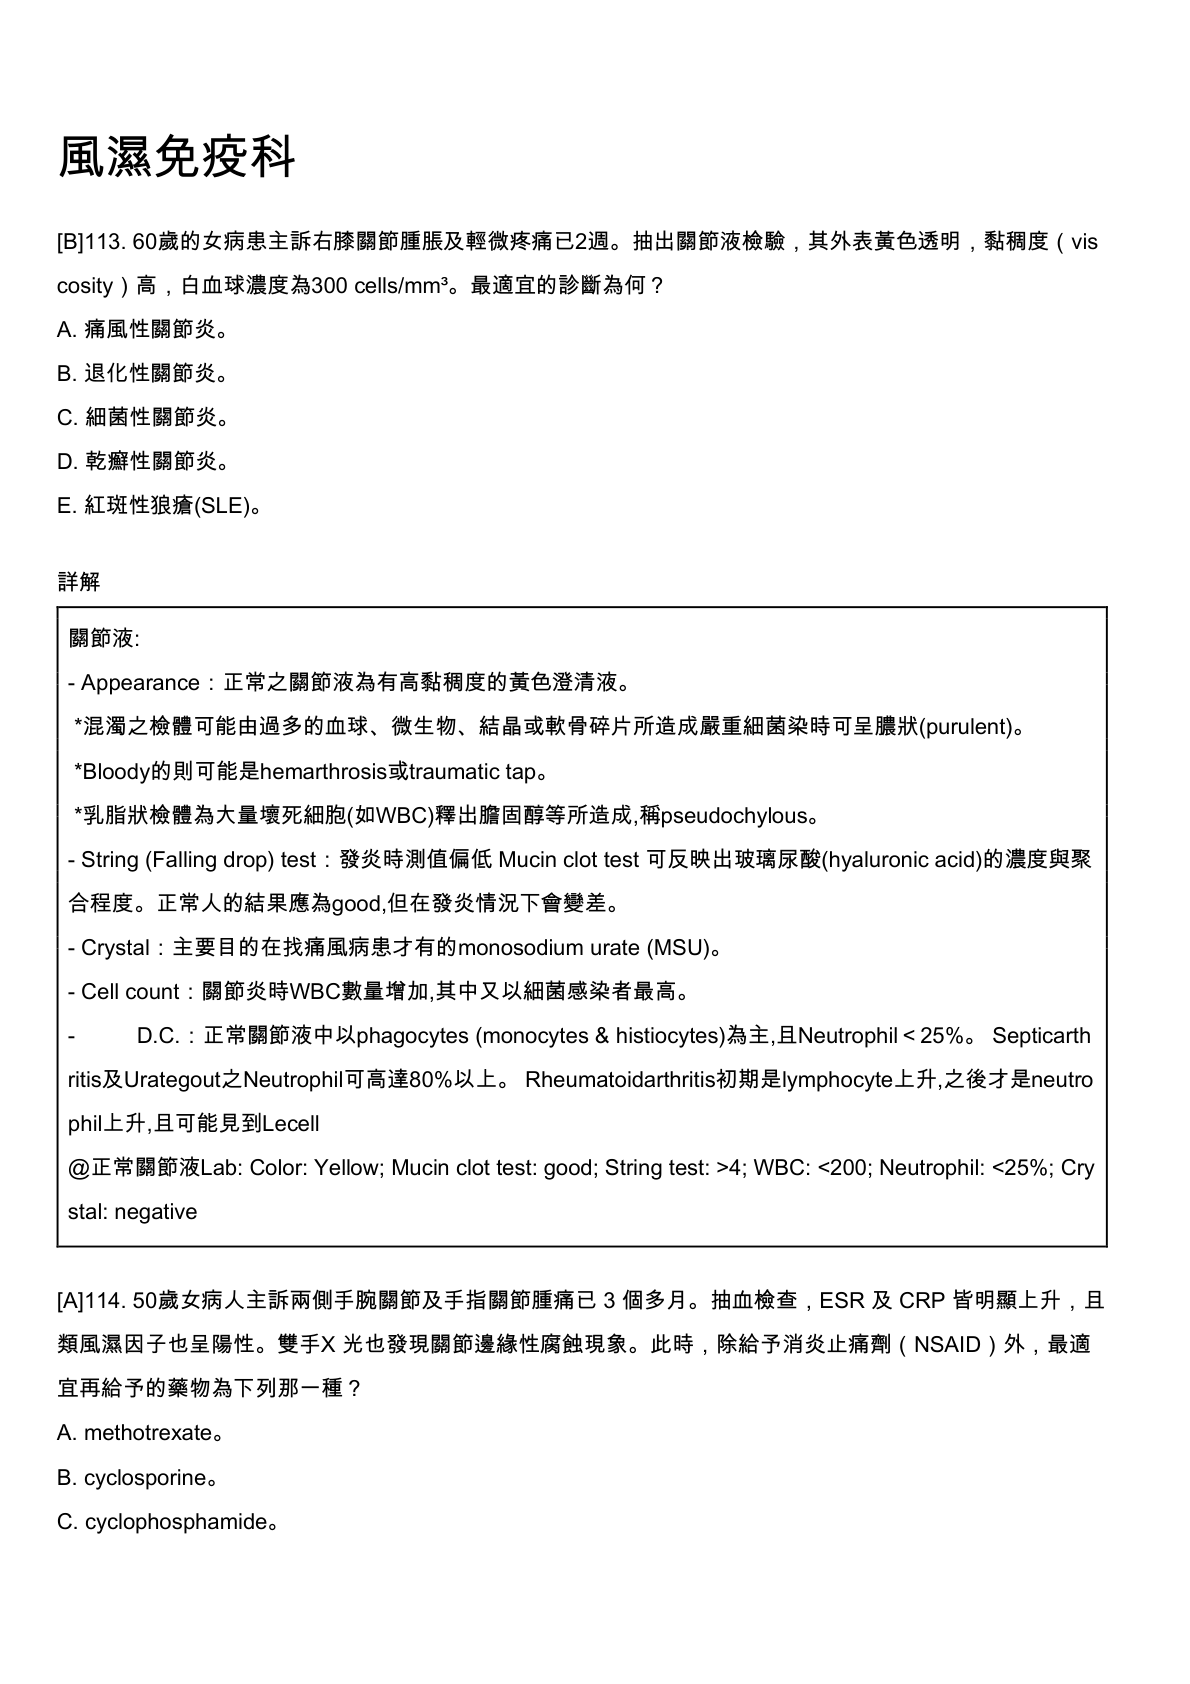 風濕免疫科
[B]113. 60歲的女病患主訴右膝關節腫脹及輕微疼痛已2週。抽出關節液檢驗，其外表黃色透明，黏稠度（vis
cosity）高，白血球濃度為300 cells/mm³。最適宜的診斷為何？
A. 痛風性關節炎。
B. 退化性關節炎。
C. 細菌性關節炎。
D. 乾癬性關節炎。
E. 紅斑性狼瘡(SLE)。
詳解
關節液:
- Appearance：正常之關節液為有高黏稠度的黃色澄清液。
*混濁之檢體可能由過多的血球、微生物、結晶或軟骨碎片所造成嚴重細菌染時可呈膿狀(purulent)。
*Bloody的則可能是hemarthrosis或traumatic tap。
*乳脂狀檢體為大量壞死細胞(如WBC)釋出膽固醇等所造成,稱pseudochylous。
- String (Falling drop) test：發炎時測值偏低 Mucin clot test 可反映出玻璃尿酸(hyaluronic acid)的濃度與聚
合程度。正常人的結果應為good,但在發炎情況下會變差。
- Crystal：主要目的在找痛風病患才有的monosodium urate (MSU)。
- Cell count：關節炎時WBC數量增加,其中又以細菌感染者最高。
- D.C.：正常關節液中以phagocytes (monocytes & histiocytes)為主,且Neutrophil＜25%。 Septicarth
ritis及Urategout之Neutrophil可高達80%以上。 Rheumatoidarthritis初期是lymphocyte上升,之後才是neutro
phil上升,且可能見到Lecell
@正常關節液Lab: Color: Yellow; Mucin clot test: good; String test: >4; WBC: <200; Neutrophil: <25%; Cry
stal: negative
[A]114. 50歲女病人主訴兩側手腕關節及手指關節腫痛已 3 個多月。抽血檢查，ESR 及 CRP 皆明顯上升，且
類風濕因子也呈陽性。雙手X 光也發現關節邊緣性腐蝕現象。此時，除給予消炎止痛劑（NSAID）外，最適
宜再給予的藥物為下列那一種？
A. methotrexate。
B. cyclosporine。
C. cyclophosphamide。